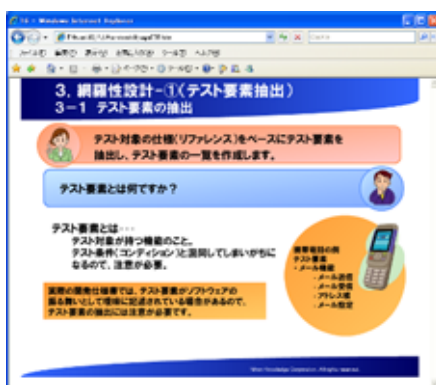 Windows Internet Explorer
3. 網羅性設計-①(テスト要素抽出)
3-1 テスト要素の抽出
テスト対象の仕様(リファレンス)をベースにテスト要素を
抽出し、テスト要素の一覧を作成します。
テスト要素とは何ですか?
テスト要素とは…
テスト対象が持つ機能のこと。
テスト条件(コンディション)と混同してしまいがちに
なるので、注意が必要。
携帯電話の例
テスト要素
・メール機能
-メール送信
-メール受信
-アドレス帳
-メール設定
実際の開発仕様書では、テスト要素がソフトウェアの
振る舞いとして曖昧に記述されている場合があるので、
テスト要素の抽出には注意が必要です。